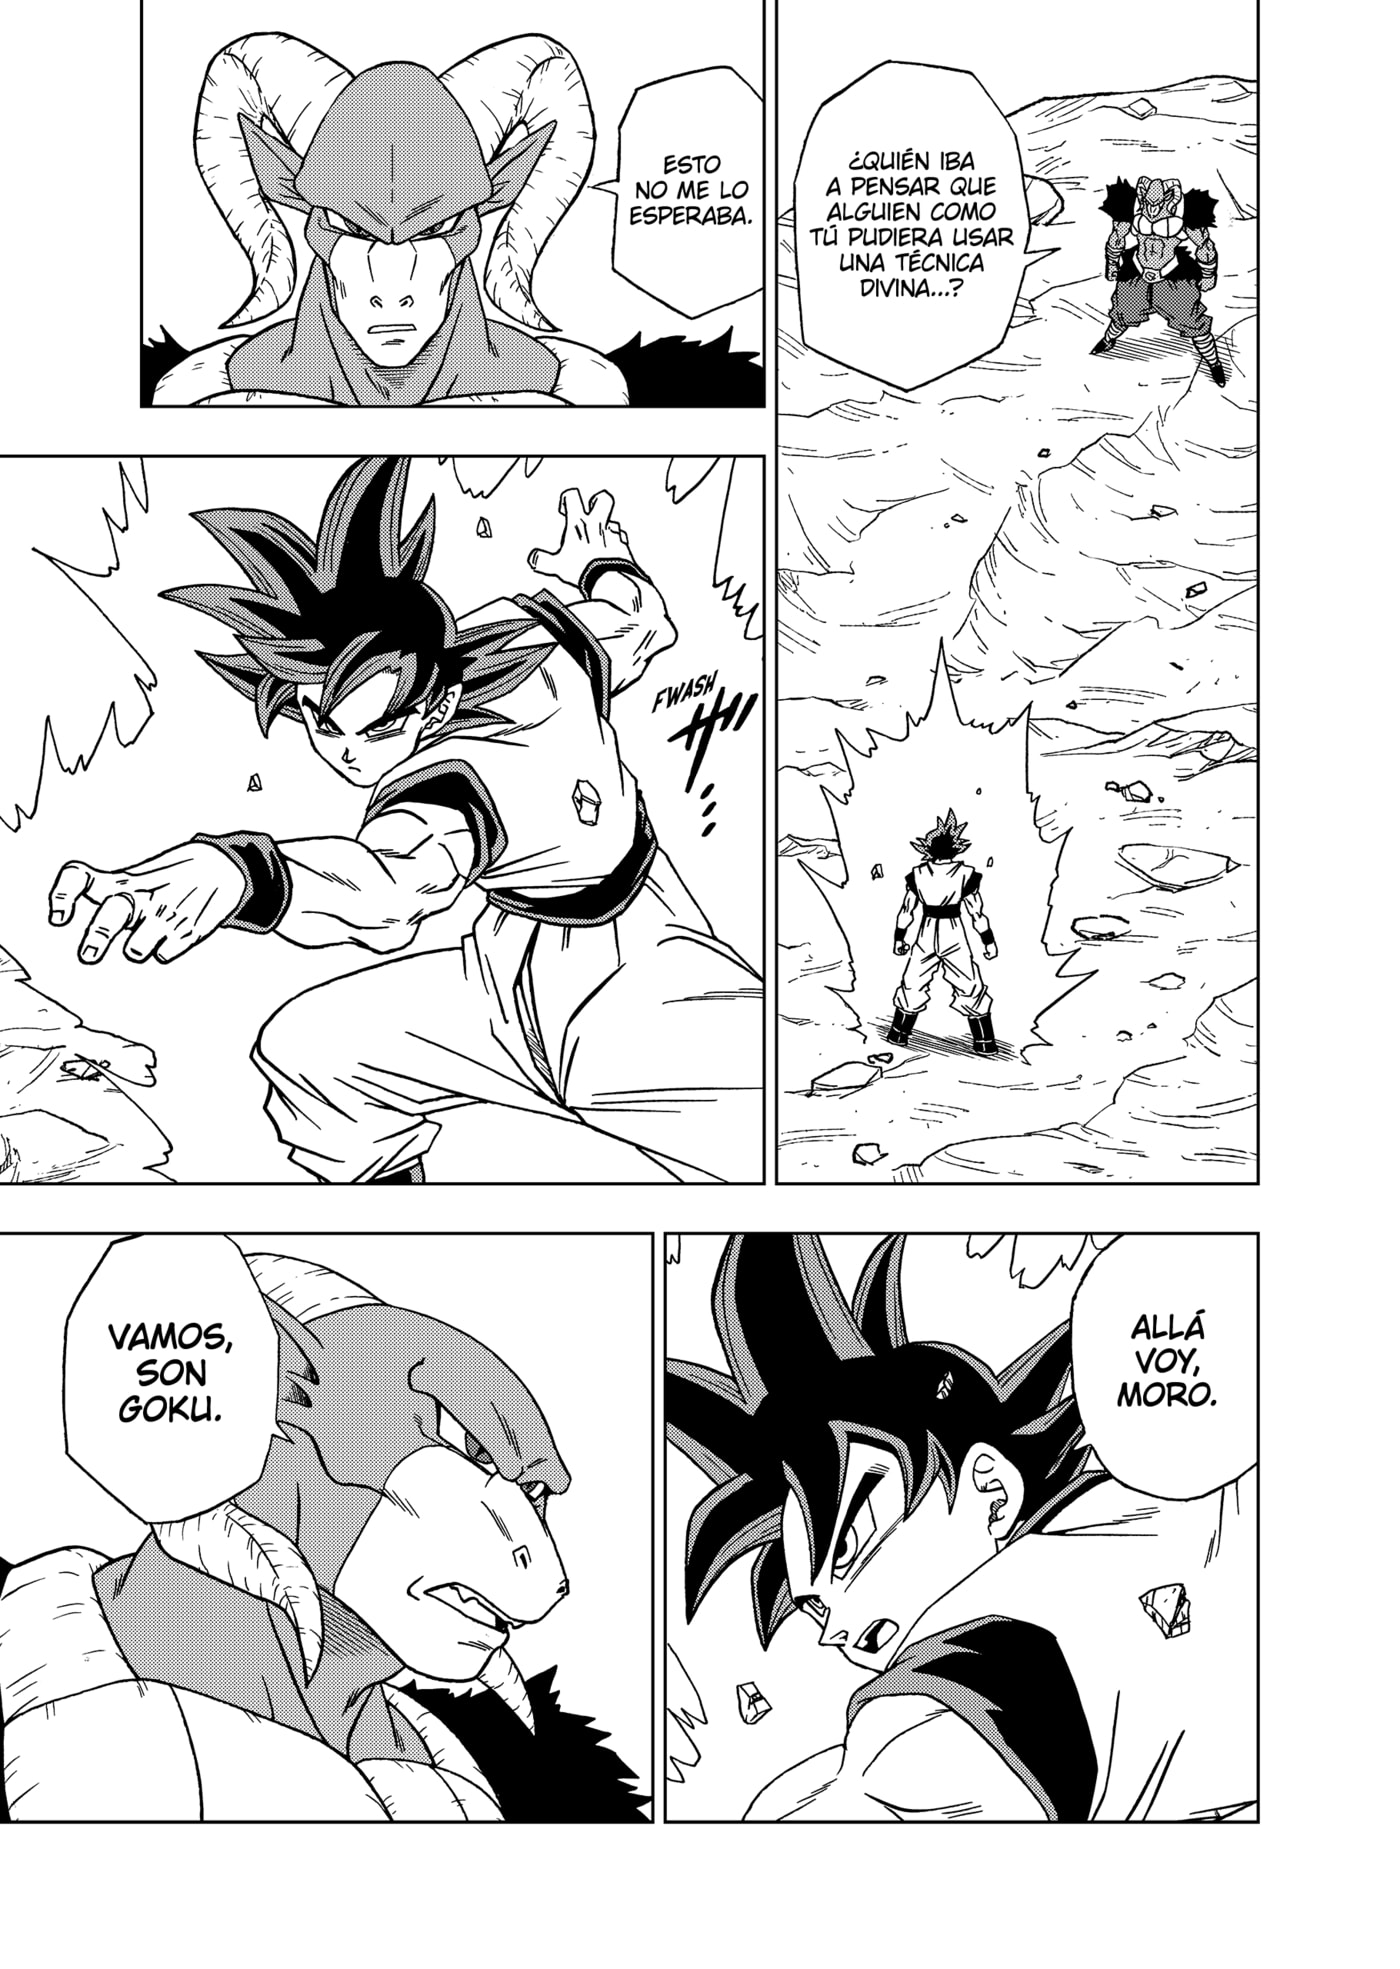 ¿QUIÉN IBA
A PENSAR QUE
ALGUIEN COMO
TÚ PUDIERA USAR
UNA TÉCNICA
DIVINA...?
ESTO
NO ME LO
ESPERABA.
FWASH
ALLÁ
VOY,
MORO.
VAMOS,
SON
GOKU.